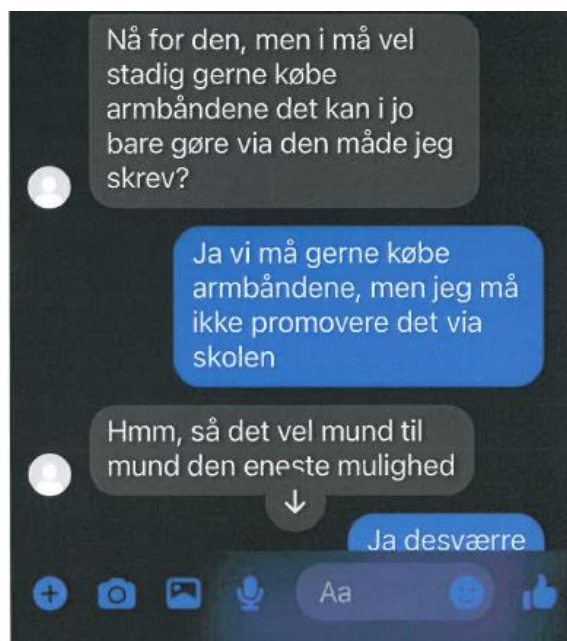 Nå for den, men i må vel
stadig gerne købe
armbåndene det kan i jo
bare gøre via den måde jeg
skrev?
Ja vi må gerne købe
armbåndene, men jeg må
ikke promovere det via
skolen
Hmm, så det vel mund til
mund den eneste mulighed
Ja desværre
Aa